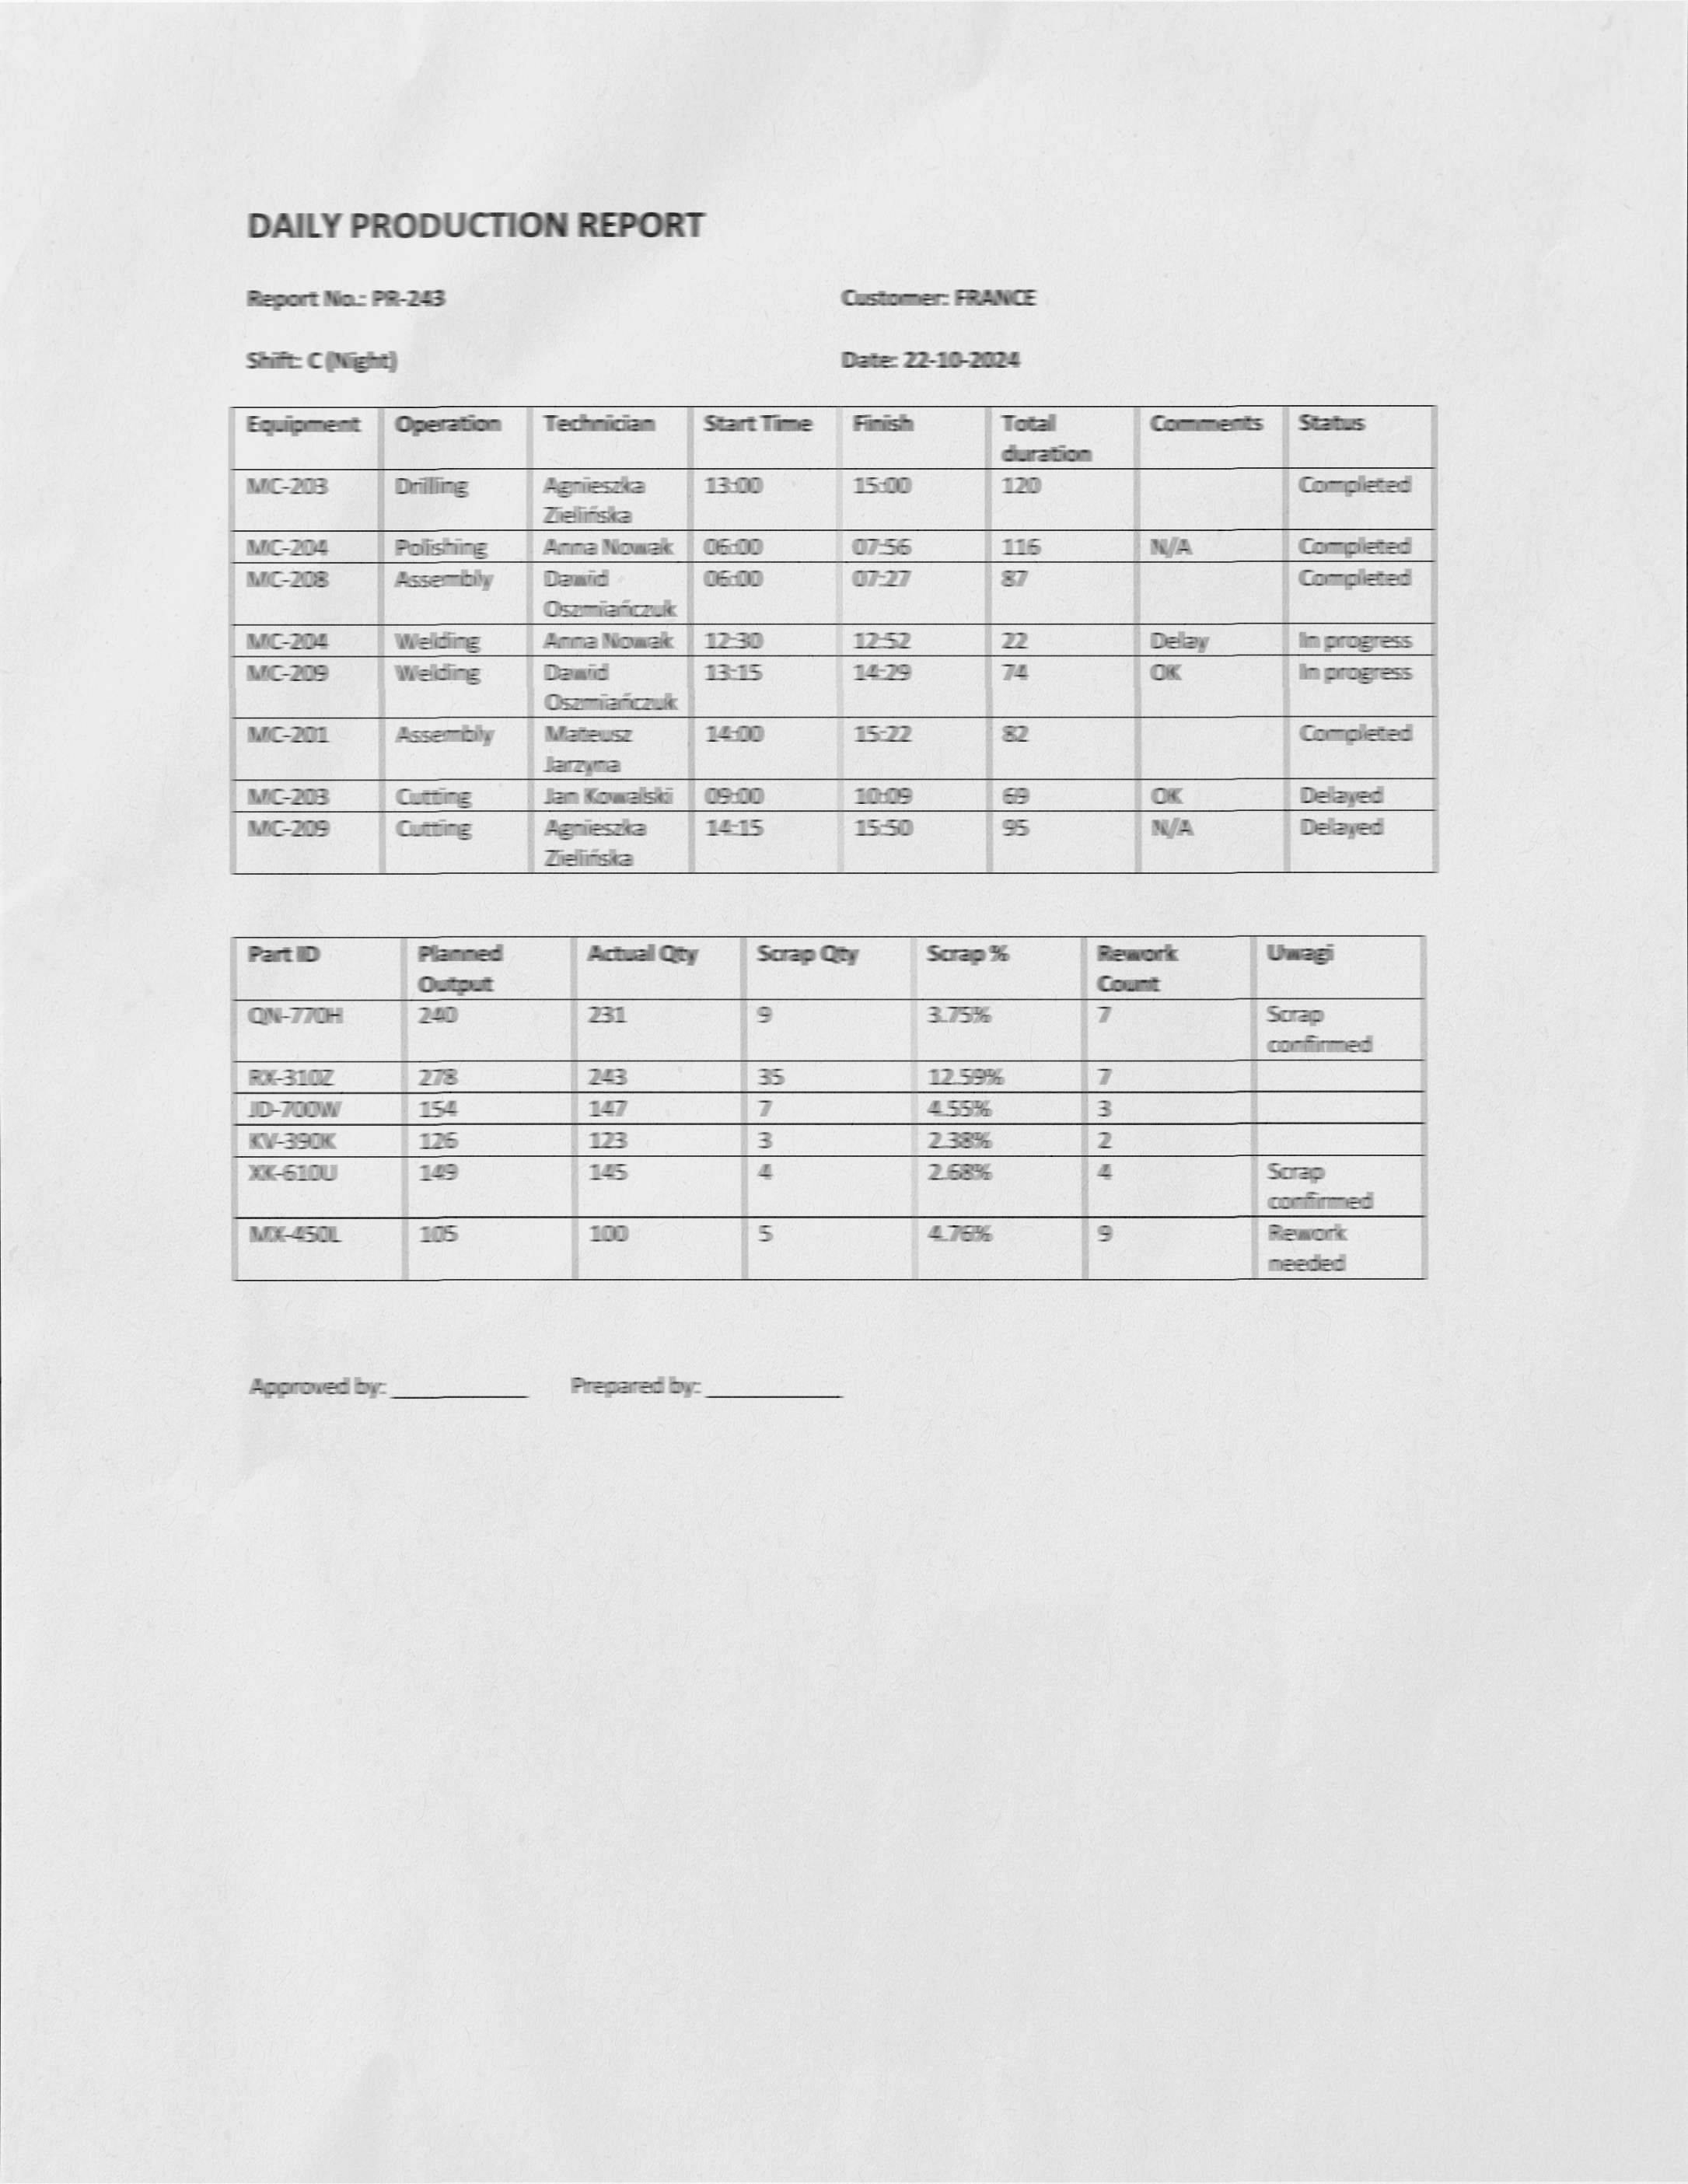 DAILY PRODUCTION REPORT
Report No.: PR-243 Customer: FRANCE
Shift: C (Night) Date: 22-10-2024
Equipment Operation Technician Start Time Finish Total duration Comments Status
MC-203 Drilling Agnieszka Zielińska 13:00 15:00 120 Completed
MC-204 Polishing Anna Nowak 06:00 07:56 116 N/A Completed
MC-208 Assembly Dawid Oszmiańczuk 06:00 07:27 87 Completed
MC-204 Welding Anna Nowak 12:30 12:52 22 Delay In progress
MC-209 Welding Dawid Oszmiańczuk 13:15 14:29 74 OK In progress
MC-201 Assembly Mateusz Jarzyna 14:00 15:22 82 Completed
MC-203 Cutting Jan Kowalski 09:00 10:09 69 OK Delayed
MC-209 Cutting Agnieszka Zielińska 14:15 15:50 95 N/A Delayed
Part ID Planned Output Actual Qty Scrap Qty Scrap % Rework Count Uwagi
QN-770H 240 231 9 3.75% 7 Scrap confirmed
RX-310Z 278 243 35 12.59% 7
JD-700W 154 147 7 4.55% 3
KV-390K 126 123 3 2.38% 2
XK-610U 149 145 4 2.68% 4 Scrap confirmed
MX-450L 105 100 5 4.76% 9 Rework needed
Approved by: ____________ Prepared by: ____________